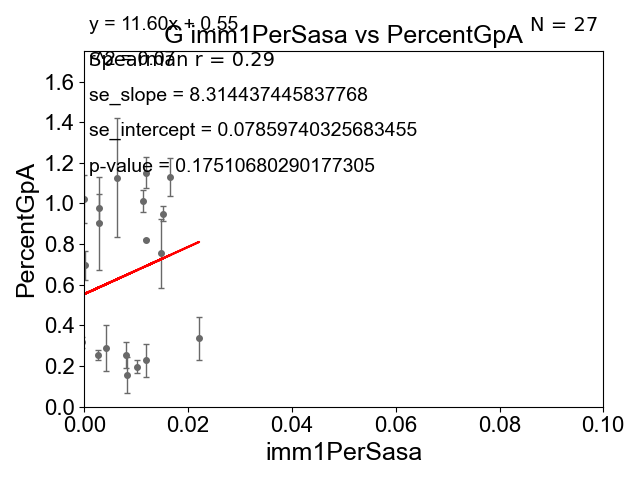 y = 11.60x + 0.55
N = 27
G imm1PerSasa vs PercentGpA
Spearman r = 0.29
se_slope = 8.314437445837768
se_intercept = 0.07859740325683455
p-value = 0.17510680290177305
PercentGpA
1.6
1.4
1.2
1.0
0.8
0.6
0.4
0.2
0.0
0.00 0.02 0.04 0.06 0.08 0.10
imm1PerSasa